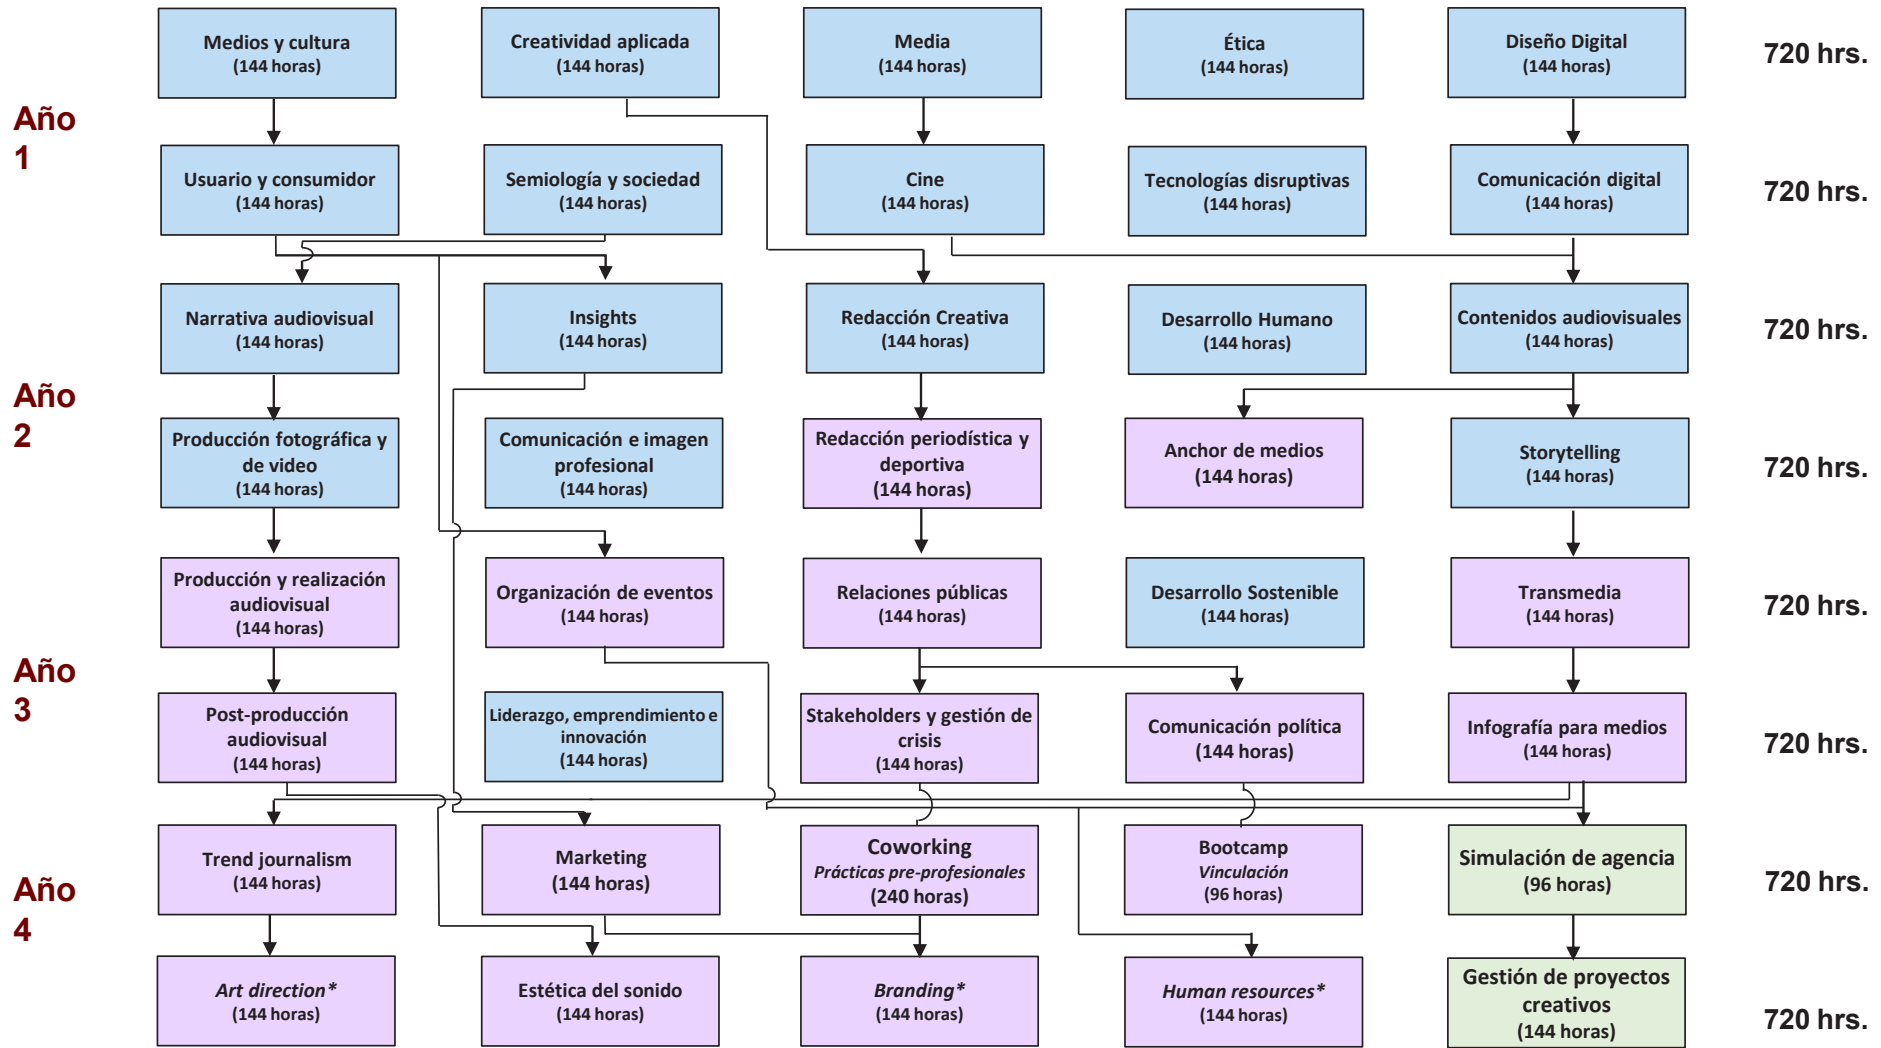 Medios y cultura
(144 horas)
Creatividad aplicada
(144 horas)
Media
(144 horas)
Ética
(144 horas)
Diseño Digital
(144 horas)
720 hrs.
Año
1
Usuario y consumidor
(144 horas)
Semiología y sociedad
(144 horas)
Cine
(144 horas)
Tecnologías disruptivas
(144 horas)
Comunicación digital
(144 horas)
720 hrs.
Narrativa audiovisual
(144 horas)
Insights
(144 horas)
Redacción Creativa
(144 horas)
Desarrollo Humano
(144 horas)
Contenidos audiovisuales
(144 horas)
720 hrs.
Año
2
Producción fotográfica y
de video
(144 horas)
Comunicación e imagen
profesional
(144 horas)
Redacción periodística y
deportiva
(144 horas)
Anchor de medios
(144 horas)
Storytelling
(144 horas)
720 hrs.
Producción y realización
audiovisual
(144 horas)
Organización de eventos
(144 horas)
Relaciones públicas
(144 horas)
Desarrollo Sostenible
(144 horas)
Transmedia
(144 horas)
720 hrs.
Año
3
Post-producción
audiovisual
(144 horas)
Liderazgo, emprendimiento e
innovación
(144 horas)
Stakeholders y gestión de
crisis
(144 horas)
Comunicación política
(144 horas)
Infografía para medios
(144 horas)
720 hrs.
Trend journalism
(144 horas)
Marketing
(144 horas)
Coworking
Prácticas pre-profesionales
(240 horas)
Bootcamp
Vinculación
(96 horas)
Simulación de agencia
(96 horas)
720 hrs.
Año
4
Art direction*
(144 horas)
Estética del sonido
(144 horas)
Branding*
(144 horas)
Human resources*
(144 horas)
Gestión de proyectos
creativos
(144 horas)
720 hrs.